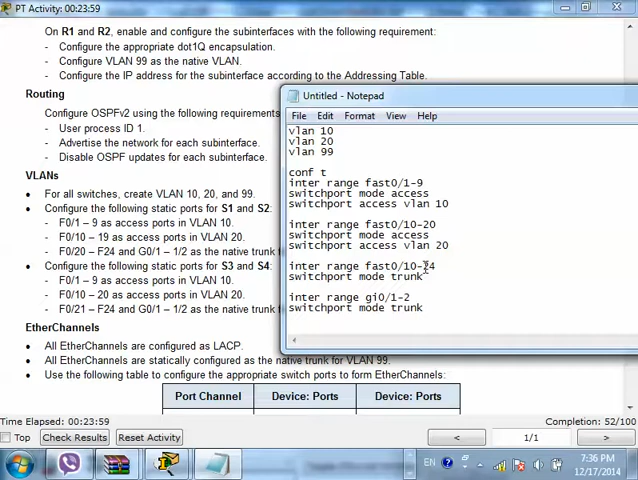 PT Activity: 00:23:59
On R1 and R2, enable and configure the subinterfaces with the following requirement:
- Configure the appropriate dot1Q encapsulation.
- Configure VLAN 99 as the native VLAN.
- Configure the IP address for the subinterface according to the Addressing Table.
Routing
Configure OSPFv2 using the following requirements
- User process ID 1.
- Advertise the network for each subinterface.
- Disable OSPF updates for each subinterface.
VLANs
• For all switches, create VLAN 10, 20, and 99.
• Configure the following static ports for S1 and S2:
- F0/1 – 9 as access ports in VLAN 10.
- F0/10 – 19 as access ports in VLAN 20.
- F0/20 – F24 and G0/1 – 1/2 as the native trunk f
• Configure the following static ports for S3 and S4:
- F0/1 – 9 as access ports in VLAN 10.
- F0/10 – 20 as access ports in VLAN 20.
- F0/21 – F24 and G0/1 – 1/2 as the native trunk f
EtherChannels
• All EtherChannels are configured as LACP.
• All EtherChannels are statically configured as the native trunk for VLAN 99.
• Use the following table to configure the appropriate switch ports to form EtherChannels:
Port Channel Device: Ports Device: Ports
Untitled - Notepad
File Edit Format View Help
vlan 10
vlan 20
vlan 99
conf t
inter range fast0/1-9
switchport mode access
switchport access vlan 10
inter range fast0/10-20
switchport mode access
switchport access vlan 20
inter range fast0/10-24
switchport mode trunk
inter range gi0/1-2
switchport mode trunk
Time Elapsed: 00:23:59 Completion: 52/100
Top Check Results Reset Activity < 1/1 >
EN 7:36 PM
12/17/2014